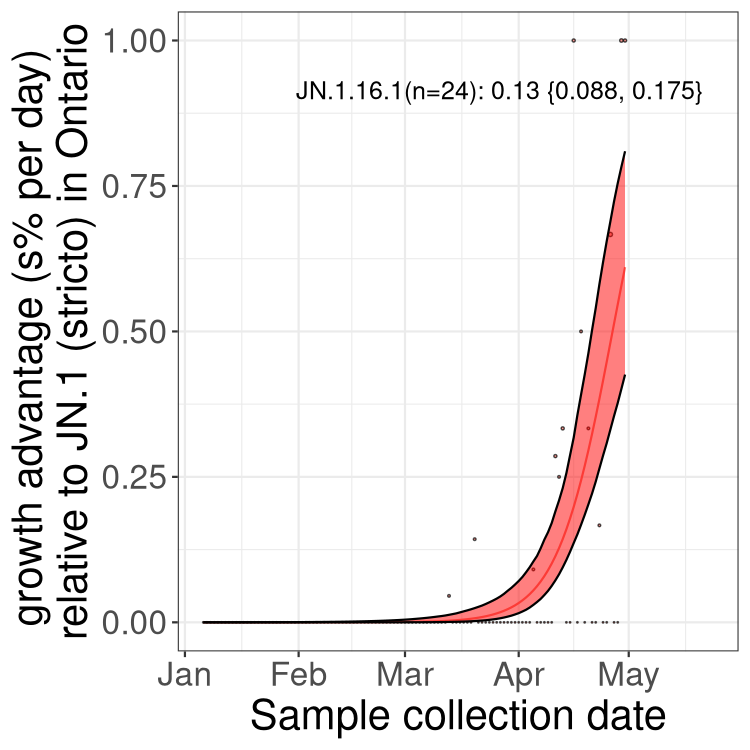 growth advantage (s% per day)
relative to JN.1 (stricto) in Ontario
1.00
0.75
0.50
0.25
0.00
JN.1.16.1(n=24): 0.13 {0.088, 0.175}
Jan Feb Mar Apr May
Sample collection date